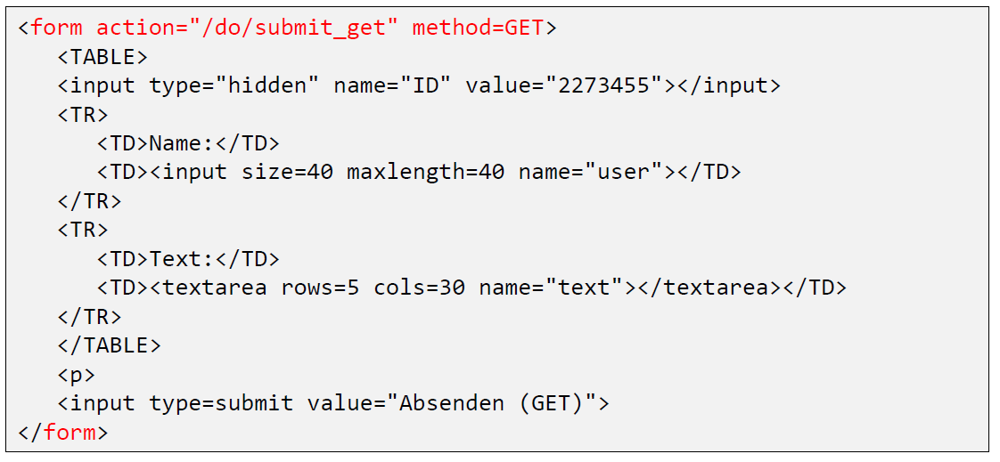 <form action="/do/submit_get" method=GET>
<TABLE>
<input type="hidden" name="ID" value="2273455"></input>
<TR>
<TD>Name:</TD>
<TD><input size=40 maxlength=40 name="user"></TD>
</TR>
<TR>
<TD>Text:</TD>
<TD><textarea rows=5 cols=30 name="text"></textarea></TD>
</TR>
</TABLE>
<p>
<input type=submit value="Absenden (GET)">
</form>